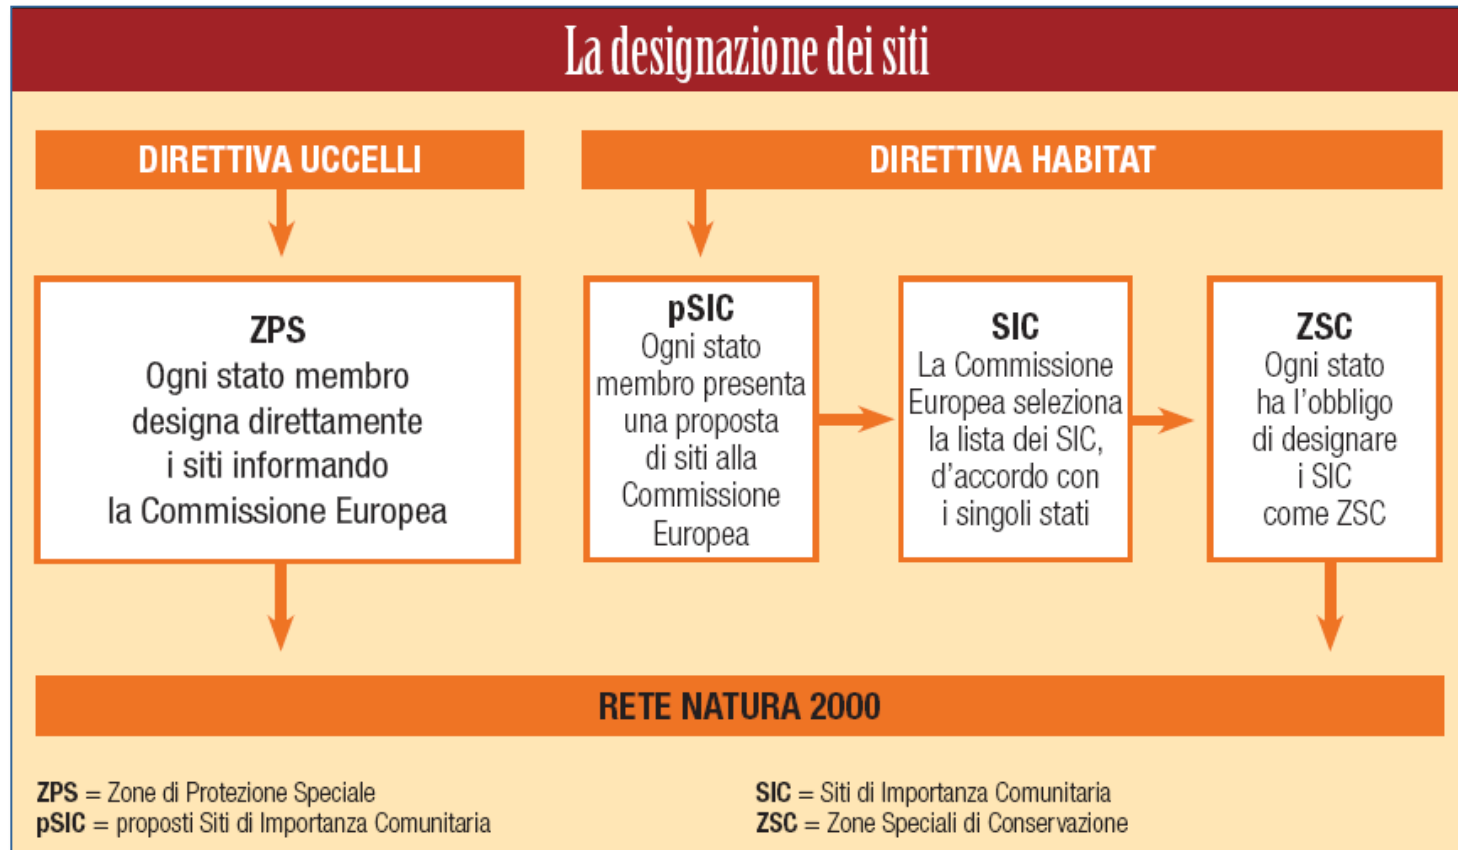 La designazione dei siti
DIRETTIVA UCCELLI
DIRETTIVA HABITAT
ZPS
Ogni stato membro
designa direttamente
i siti informando
la Commissione Europea
pSIC
Ogni stato
membro presenta
una proposta
di siti alla
Commissione
Europea
SIC
La Commissione
Europea seleziona
la lista dei SIC,
d'accordo con
i singoli stati
ZSC
Ogni stato
ha l'obbligo
di designare
i SIC
come ZSC
RETE NATURA 2000
ZPS = Zone di Protezione Speciale
pSIC = proposti Siti di Importanza Comunitaria
SIC = Siti di Importanza Comunitaria
ZSC = Zone Speciali di Conservazione